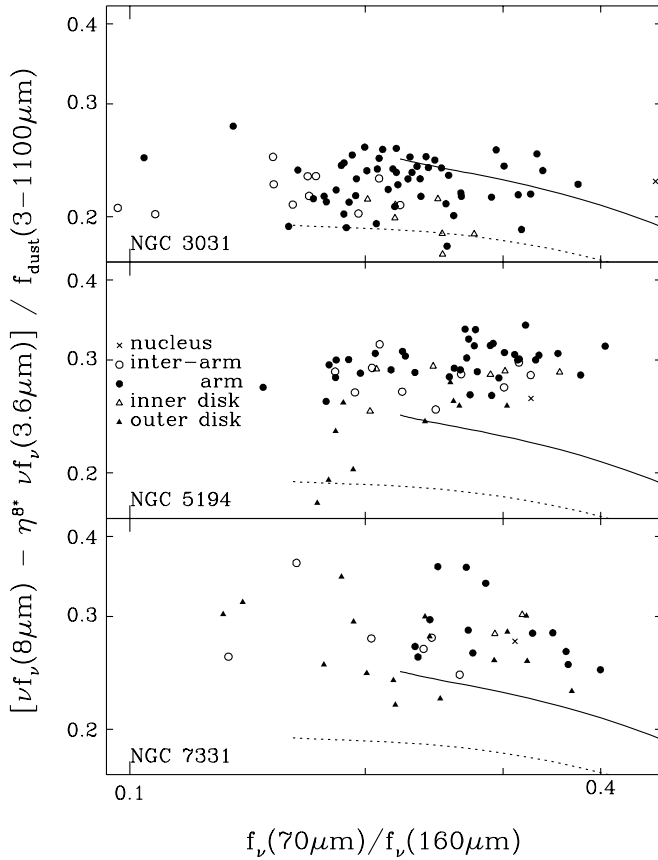 [νfν(8μm) − η8* νfν(3.6μm)] / fdust(3−1100μm)
0.4
0.3
0.2
NGC 3031
0.4
0.3
0.2
× nucleus
○ inter−arm
● arm
△ inner disk
▲ outer disk
NGC 5194
0.4
0.3
0.2
NGC 7331
0.1 0.4
fν(70μm)/fν(160μm)